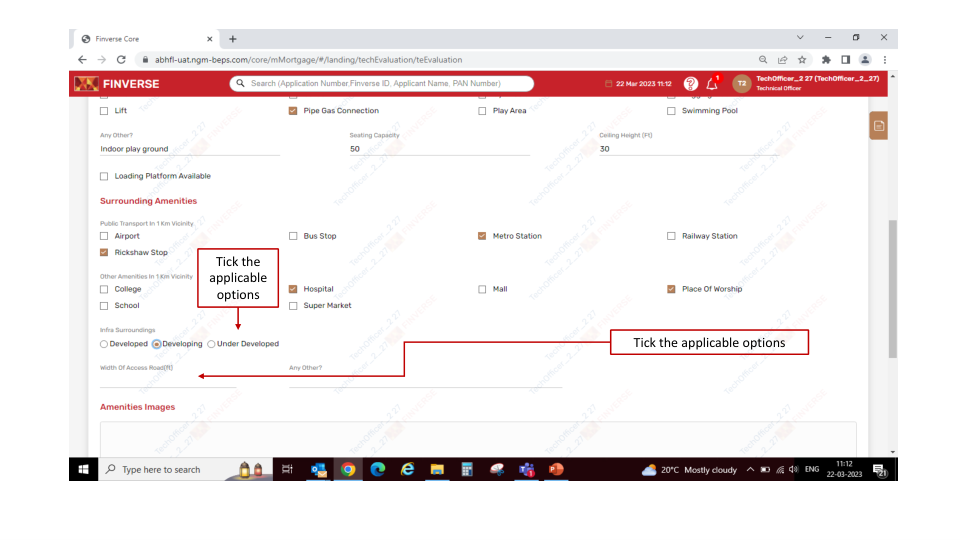 Finverse Core
abhfl-uat.ngm-beps.com/core/mMortgage/#/landing/techEvaluation/teEvaluation
FINVERSE
Search (Application Number,Finverse ID, Applicant Name, PAN Number)
22 Mar 2023 11:12
1
T2
TechOfficer_2 27 (TechOfficer_2_27)
Technical Officer
Lift
Pipe Gas Connection
Play Area
Swimming Pool
Any Other?
Seating Capacity
Ceiling Height (Ft)
Indoor play ground
50
30
Loading Platform Available
Surrounding Amenities
Public Transport In 1 Km Vicinity
Airport
Bus Stop
Metro Station
Railway Station
Rickshaw Stop
Tick the
applicable
options
Other Amenities In 1 Km Vicinity
College
Hospital
Mall
Place Of Worship
School
Super Market
Infra Surroundings
Developed
Developing
Under Developed
Tick the applicable options
Width Of Access Road(ft)
Any Other?
Amenities Images
Type here to search
20°C Mostly cloudy
ENG
11:12
22-03-2023
21